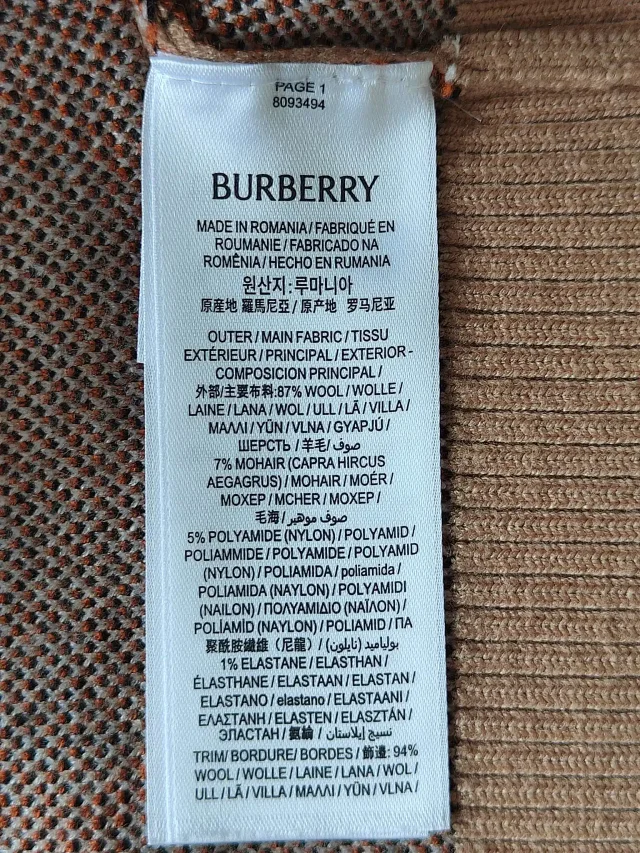 PAGE 1
8093494
BURBERRY
MADE IN ROMANIA / FABRIQUÉ EN
ROUMANIE / FABRICADO NA
ROMÊNIA / HECHO EN RUMANIA
원산지:루마니아
原産地 羅馬尼亞 / 原产地 罗马尼亚
OUTER / MAIN FABRIC / TISSU
EXTÉRIEUR / PRINCIPAL / EXTERIOR -
COMPOSICION PRINCIPAL /
外部/主要布料:87% WOOL / WOLLE /
LAINE / LANA / WOL / ULL / LÃ / VILLA /
ΜΑΛΛΙ / YÜN / VLNA / GYAPJÚ /
ШЕРСТЬ / 羊毛 / صوف
7% MOHAIR (CAPRA HIRCUS
AEGAGRUS) / MOHAIR / MOÉR /
ΜΟΧΕΡ / MCHER / МОХЕР /
毛海 / صوف موهير
5% POLYAMIDE (NYLON) / POLYAMID /
POLIAMMIDE / POLYAMIDE / POLYAMID
(NYLON) / POLIAMIDA / poliamida /
POLIAMIDA (NAYLON) / POLYAMIDI
(NAILON) / ΠΟΛΥΑΜΙΔΙΟ (ΝΑΪΛΟΝ) /
POLÍAMÍD (NAYLON) / POLIAMID / ПА
聚酰胺纖維（尼龍）/ بولياميد (نايلون)
1% ELASTANE / ELASTHAN /
ÉLASTHANE / ELASTAAN / ELASTAN /
ELASTANO / elastano / ELASTAANI /
ΕΛΑΣΤΑΝΗ / ELASTEN / ELASZTÁN /
ЭЛАСТАН / 氨綸 / نسيج إيلاستان
TRIM/ BORDURE/ BORDES / 飾邊: 94%
WOOL / WOLLE / LAINE / LANA / WOL /
ULL / LÃ / VILLA / ΜΑΛΛΙ / YÜN / VLNA /